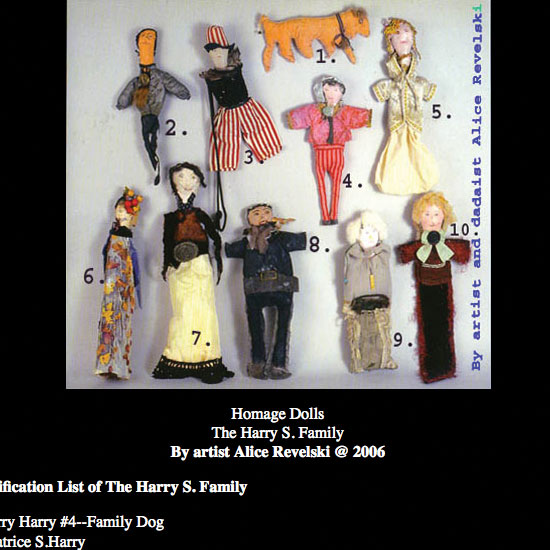 1.
2.
3.
4.
5.
6.
7.
8.
9.
10.
By artist and dadaist Alice Revelski
Homage Dolls
The Harry S. Family
By artist Alice Revelski @ 2006
ification List of The Harry S. Family
rry Harry #4--Family Dog
atrice S.Harry